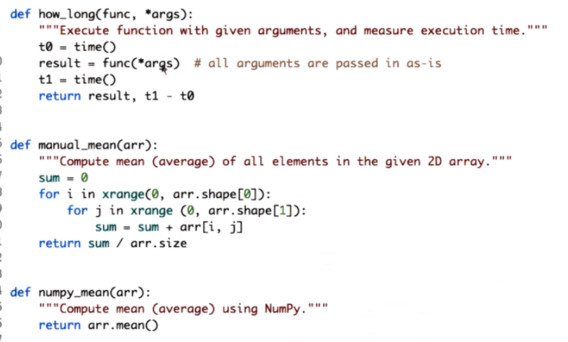 def how_long(func, *args):
    """Execute function with given arguments, and measure execution time."""
    t0 = time()
    result = func(*args)  # all arguments are passed in as-is
    t1 = time()
    return result, t1 - t0
def manual_mean(arr):
    """Compute mean (average) of all elements in the given 2D array."""
    sum = 0
    for i in xrange(0, arr.shape[0]):
        for j in xrange (0, arr.shape[1]):
            sum = sum + arr[i, j]
    return sum / arr.size
def numpy_mean(arr):
    """Compute mean (average) using NumPy."""
    return arr.mean()